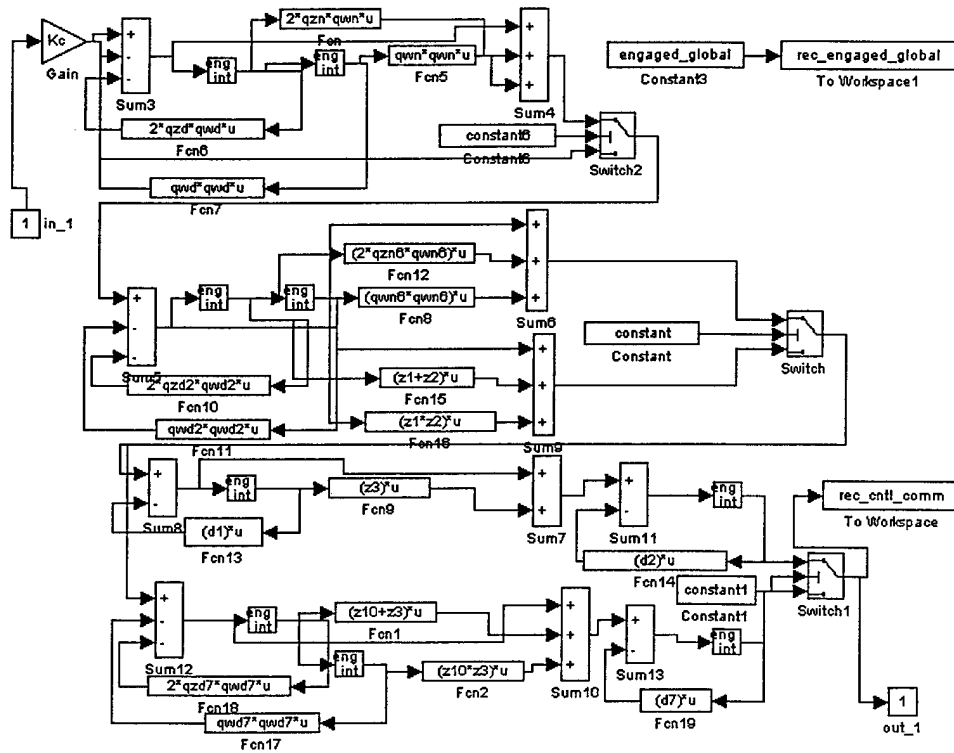 Kc
Gain
+
-
-
Sum3
eng
int
2*qzn*qwn*u
Fcn
eng
int
qwn*qwn*u
Fcn5
+
+
+
Sum4
engaged_global
Constant3
rec_engaged_global
To Workspace1
2*qzd*qwd*u
Fcn6
constant6
Constant6
Switch2
qwd*qwd*u
Fcn7
1
in_1
+
-
-
Sum5
eng
int
eng
int
(2*qzn6*qwn6)*u
Fcn12
(qwn6*qwn6)*u
Fcn8
+
+
+
Sum6
constant
Constant
Switch
2*qzd2*qwd2*u
Fcn10
(z1+z2)*u
Fcn15
+
+
+
Sum9
qwd2*qwd2*u
Fcn11
(z1*z2)*u
Fcn16
+
-
Sum8
eng
int
(z3)*u
Fcn9
+
+
Sum7
+
-
Sum11
eng
int
rec_cntl_comm
To Workspace
(d1)*u
Fcn13
(d2)*u
Fcn14
constant1
Constant1
Switch1
+
-
-
Sum12
eng
int
(z10+z3)*u
Fcn1
eng
int
(z10*z3)*u
Fcn2
+
+
+
Sum10
+
-
Sum13
eng
int
2*qzd7*qwd7*u
Fcn18
qwd7*qwd7*u
Fcn17
(d7)*u
Fcn19
1
out_1